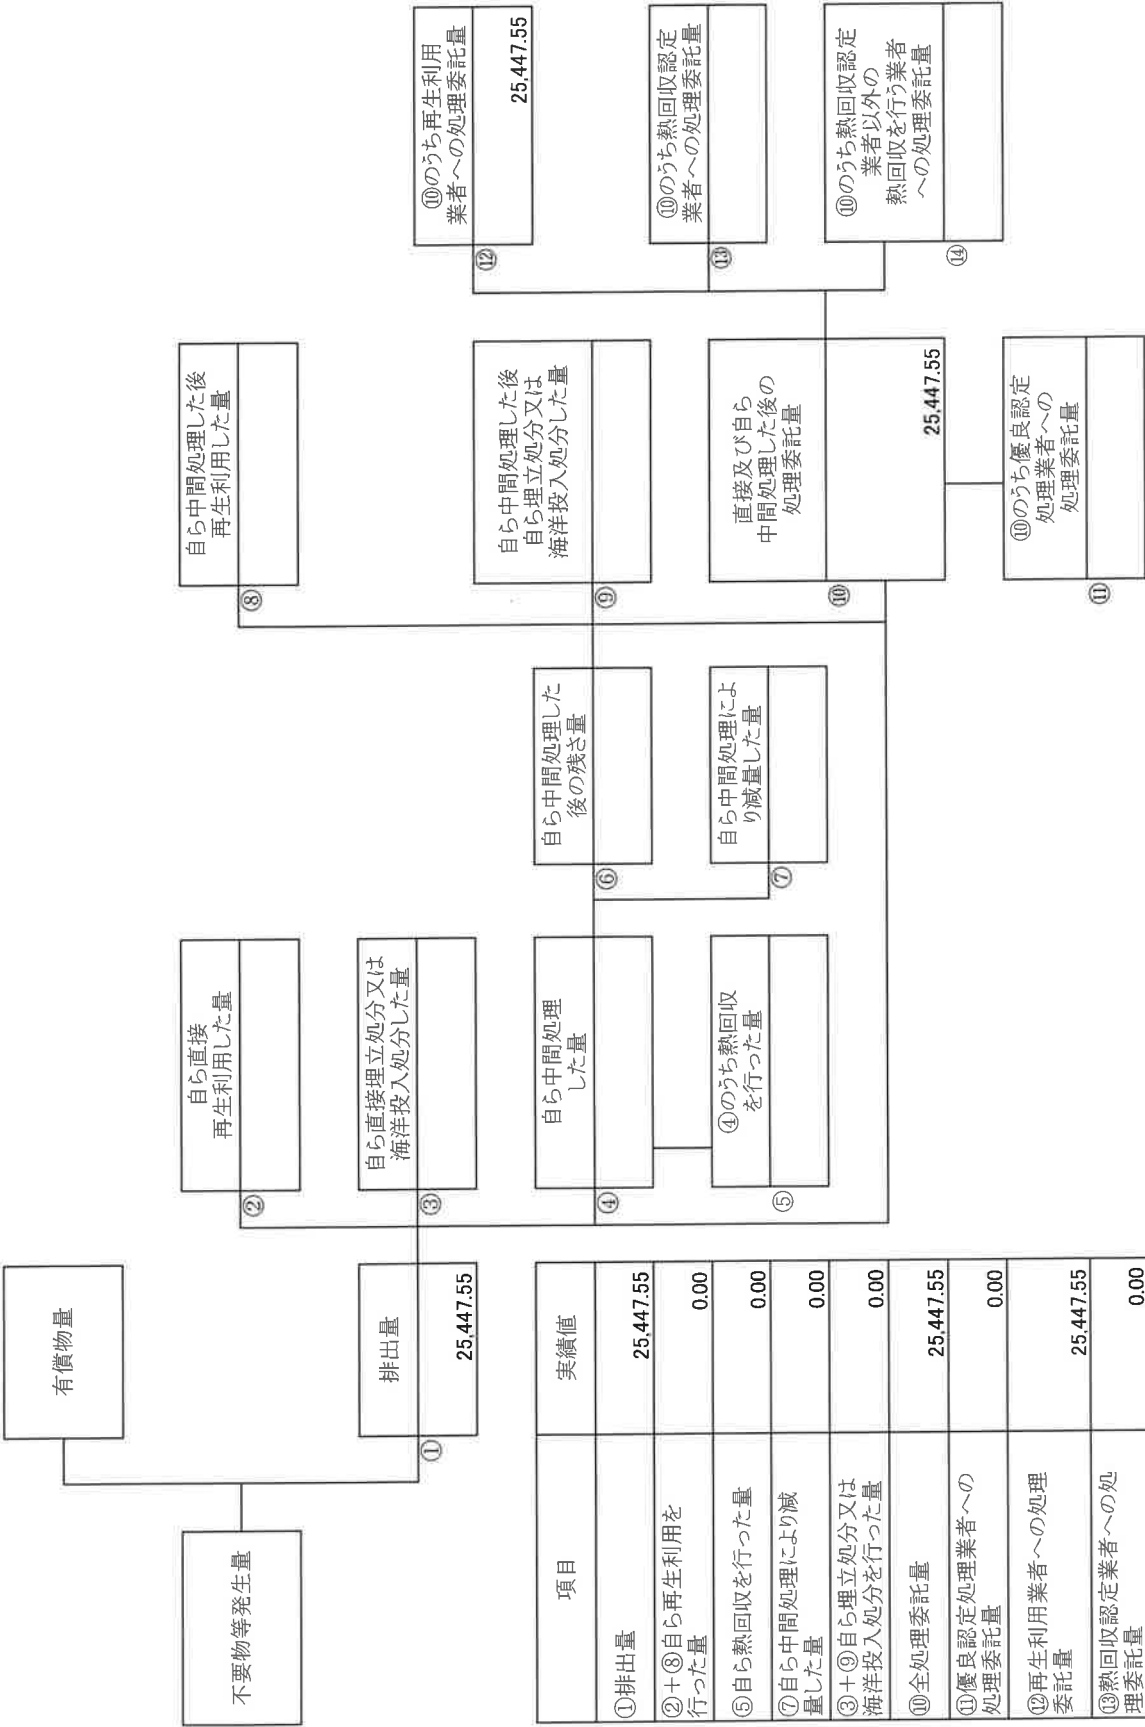 不要物等発生量
有償物量
排出量
①
25,447.55
自ら直接
再生利用した量
②
自ら直接埋立処分又は
海洋投入処分した量
③
自ら中間処理
した量
④
④のうち熱回収
を行った量
⑤
自ら中間処理した
後の残さ量
⑥
自ら中間処理によ
り減量した量
⑦
自ら中間処理した後
再生利用した量
⑧
自ら中間処理した後
自ら埋立処分又は
海洋投入処分した量
⑨
直接及び自ら
中間処理した後の
処理委託量
⑩
25,447.55
⑩のうち優良認定
処理業者への
処理委託量
⑪
⑩のうち再生利用
業者への処理委託量
⑫
25,447.55
⑩のうち熱回収認定
業者への処理委託量
⑬
⑩のうち熱回収認定
業者以外の
熱回収を行う業者
への処理委託量
⑭
項目 実績値
①排出量 25,447.55
②+⑧自ら再生利用を
行った量 0.00
⑤自ら熱回収を行った量 0.00
⑦自ら中間処理により減
量した量 0.00
③+⑨自ら埋立処分又は
海洋投入処分を行った量 0.00
⑩全処理委託量 25,447.55
⑪優良認定処理業者への
処理委託量 0.00
⑫再生利用業者への処理
委託量 25,447.55
⑬熱回収認定業者への処
理委託量 0.00